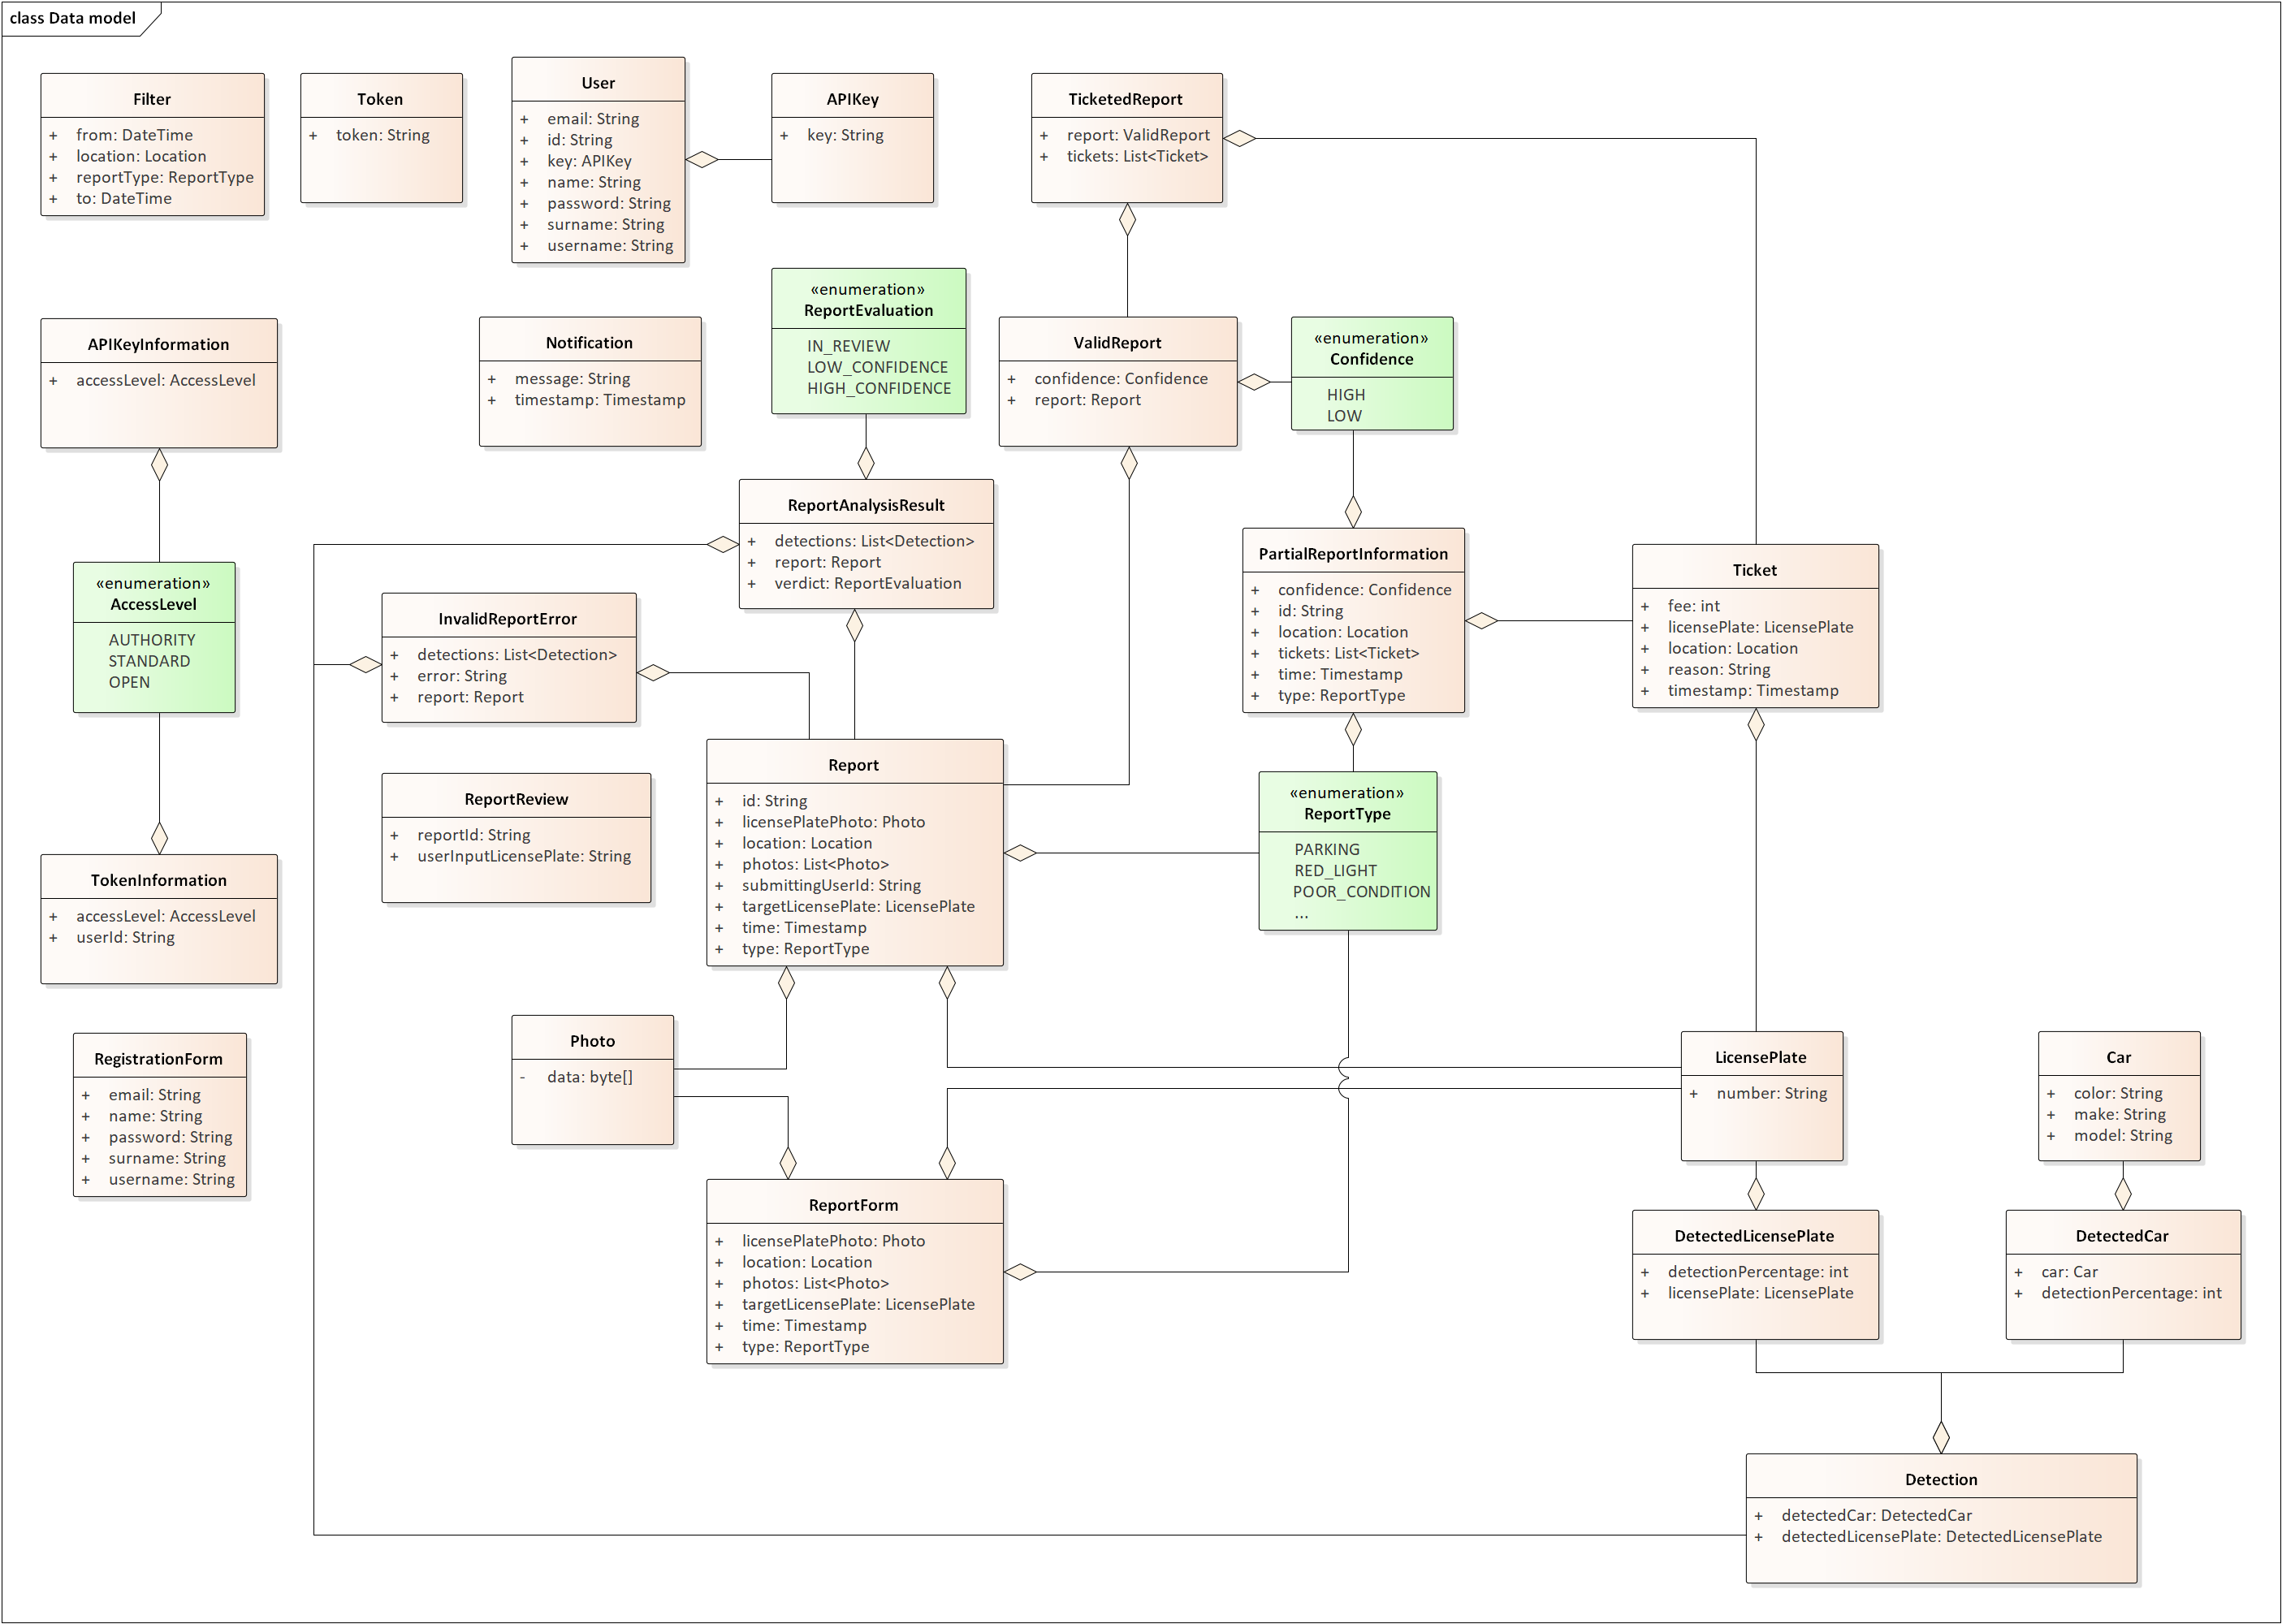 class Data model
Filter
+ from: DateTime
+ location: Location
+ reportType: ReportType
+ to: DateTime
Token
+ token: String
User
+ email: String
+ id: String
+ key: APIKey
+ name: String
+ password: String
+ surname: String
+ username: String
APIKey
+ key: String
TicketedReport
+ report: ValidReport
+ tickets: List<Ticket>
APIKeyInformation
+ accessLevel: AccessLevel
Notification
+ message: String
+ timestamp: Timestamp
«enumeration»
ReportEvaluation
IN_REVIEW
LOW_CONFIDENCE
HIGH_CONFIDENCE
ValidReport
+ confidence: Confidence
+ report: Report
«enumeration»
Confidence
HIGH
LOW
ReportAnalysisResult
+ detections: List<Detection>
+ report: Report
+ verdict: ReportEvaluation
«enumeration»
AccessLevel
AUTHORITY
STANDARD
OPEN
InvalidReportError
+ detections: List<Detection>
+ error: String
+ report: Report
PartialReportInformation
+ confidence: Confidence
+ id: String
+ location: Location
+ tickets: List<Ticket>
+ time: Timestamp
+ type: ReportType
Ticket
+ fee: int
+ licensePlate: LicensePlate
+ location: Location
+ reason: String
+ timestamp: Timestamp
ReportReview
+ reportId: String
+ userInputLicensePlate: String
Report
+ id: String
+ licensePlatePhoto: Photo
+ location: Location
+ photos: List<Photo>
+ submittingUserId: String
+ targetLicensePlate: LicensePlate
+ time: Timestamp
+ type: ReportType
«enumeration»
ReportType
PARKING
RED_LIGHT
POOR_CONDITION
...
TokenInformation
+ accessLevel: AccessLevel
+ userId: String
RegistrationForm
+ email: String
+ name: String
+ password: String
+ surname: String
+ username: String
Photo
- data: byte[]
LicensePlate
+ number: String
Car
+ color: String
+ make: String
+ model: String
ReportForm
+ licensePlatePhoto: Photo
+ location: Location
+ photos: List<Photo>
+ targetLicensePlate: LicensePlate
+ time: Timestamp
+ type: ReportType
DetectedLicensePlate
+ detectionPercentage: int
+ licensePlate: LicensePlate
DetectedCar
+ car: Car
+ detectionPercentage: int
Detection
+ detectedCar: DetectedCar
+ detectedLicensePlate: DetectedLicensePlate